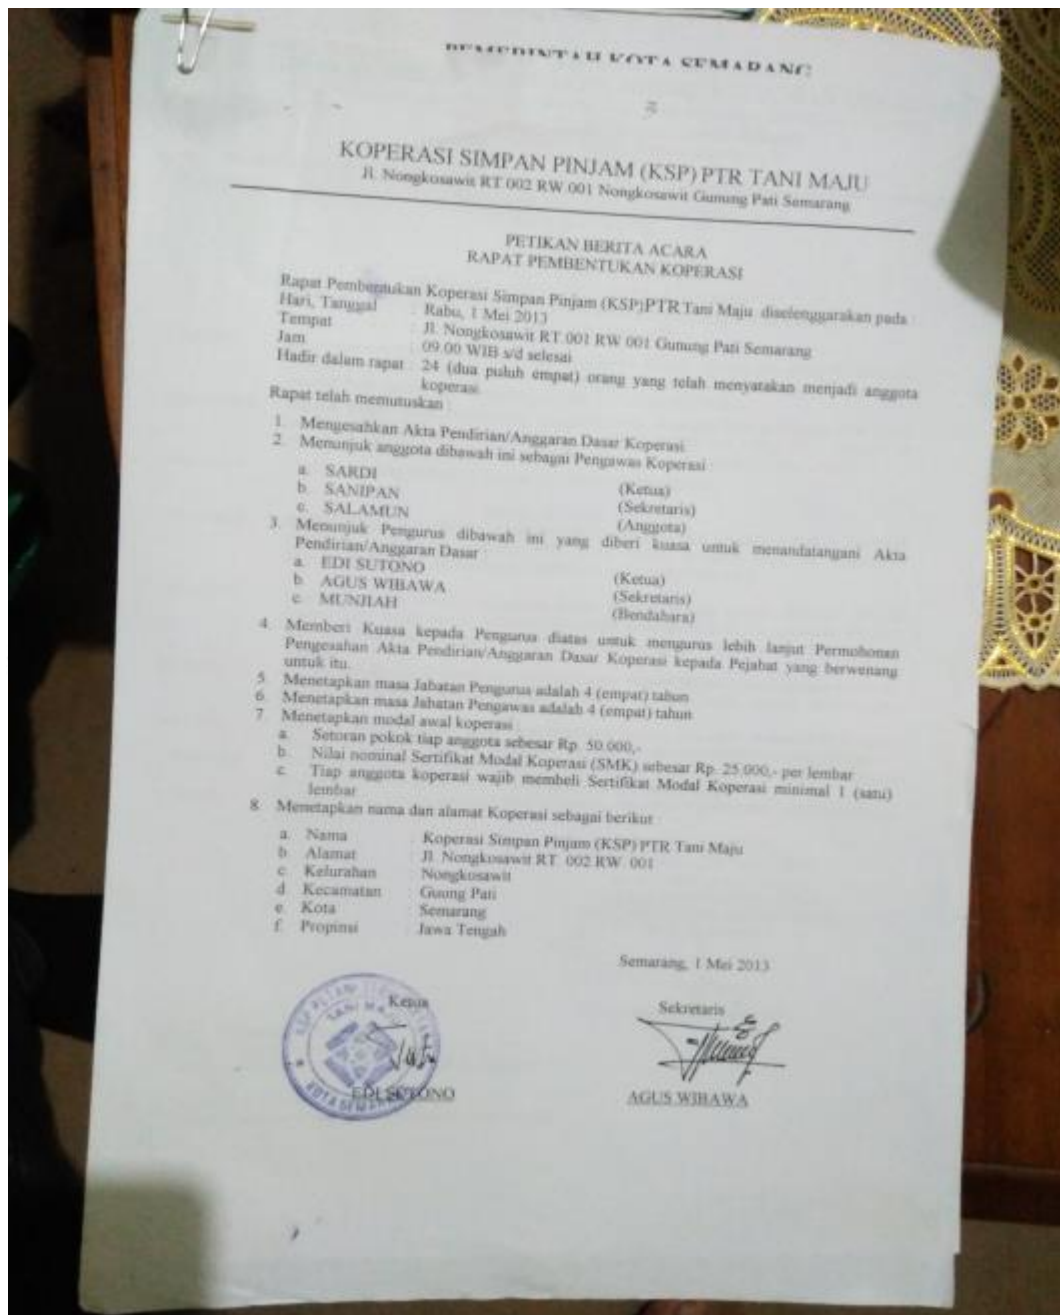 PEMERINTAH KOTA SEMARANG
KOPERASI SIMPAN PINJAM (KSP) PTR TANI MAJU
Jl. Nongkosawit RT 002 RW 001 Nongkosawit Gunung Pati Semarang
PETIKAN BERITA ACARA
RAPAT PEMBENTUKAN KOPERASI
Rapat Pembentukan Koperasi Simpan Pinjam (KSP)PTR Tani Maju diselenggarakan pada :
Hari, Tanggal : Rabu, 1 Mei 2013
Tempat : Jl. Nongkosawit RT 001 RW 001 Gunung Pati Semarang
Jam : 09.00 WIB s/d selesai
Hadir dalam rapat : 24 (dua puluh empat) orang yang telah menyatakan menjadi anggota
koperasi.
Rapat telah memutuskan :
1. Mengesahkan Akta Pendirian/Anggaran Dasar Koperasi
2. Menunjuk anggota dibawah ini sebagai Pengawas Koperasi
a. SARDI (Ketua)
b. SANIPAN (Sekretaris)
c. SALAMUN (Anggota)
3. Menunjuk Pengurus dibawah ini yang diberi kuasa untuk menandatangani Akta
Pendirian/Anggaran Dasar
a. EDI SUTONO (Ketua)
b. AGUS WIBAWA (Sekretaris)
c. MUNJIAH (Bendahara)
4. Memberi Kuasa kepada Pengurus diatas untuk mengurus lebih lanjut Permohonan
Pengesahan Akta Pendirian/Anggaran Dasar Koperasi kepada Pejabat yang berwenang
untuk itu.
5. Menetapkan masa Jabatan Pengurus adalah 4 (empat) tahun
6. Menetapkan masa Jabatan Pengawas adalah 4 (empat) tahun
7. Menetapkan modal awal koperasi :
a. Setoran pokok tiap anggota sebesar Rp. 50.000,-
b. Nilai nominal Sertifikat Modal Koperasi (SMK) sebesar Rp. 25.000,- per lembar
c. Tiap anggota koperasi wajib membeli Sertifikat Modal Koperasi minimal 1 (satu)
lembar
8. Menetapkan nama dan alamat Koperasi sebagai berikut :
a. Nama : Koperasi Simpan Pinjam (KSP) PTR Tani Maju
b. Alamat : Jl. Nongkosawit RT. 002 RW. 001
c. Kelurahan : Nongkosawit
d. Kecamatan : Guung Pati
e. Kota : Semarang
f. Propinsi : Jawa Tengah
Semarang, 1 Mei 2013
Ketua
Sekretaris
TANI MAJU
EDI SUTONO
AGUS WIBAWA